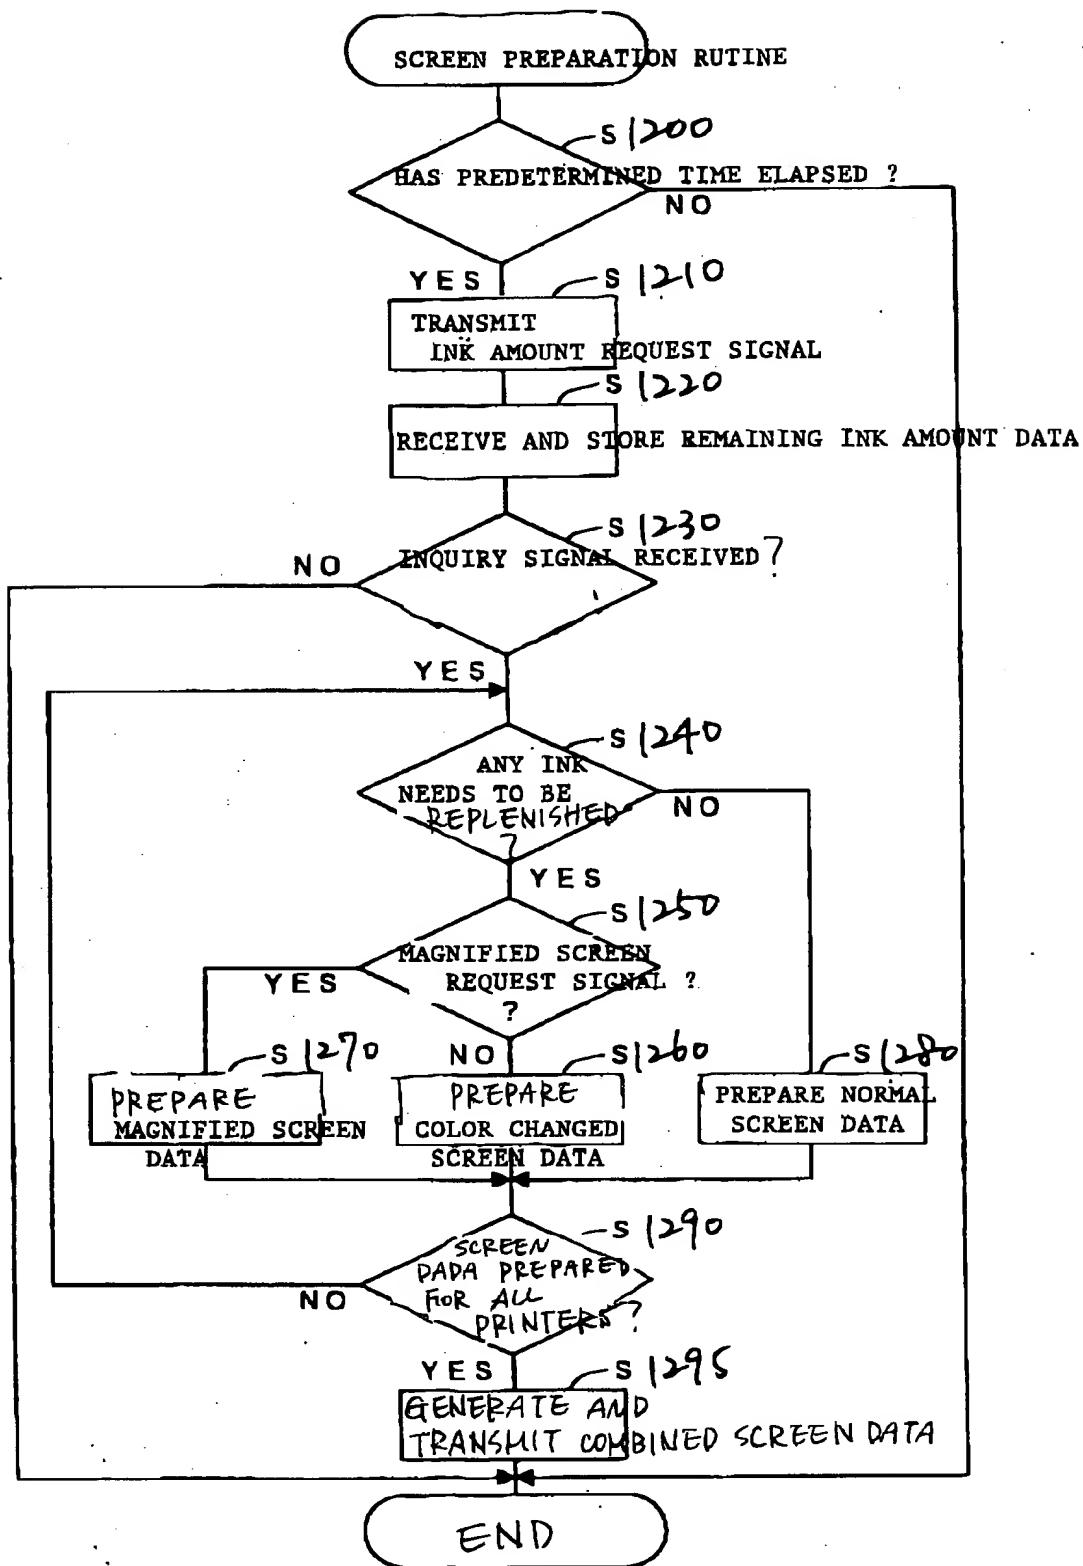 SCREEN PREPARATION RUTINE
S1200
HAS PREDETERMINED TIME ELAPSED ?
NO
YES
S1210
TRANSMIT
INK AMOUNT REQUEST SIGNAL
S1220
RECEIVE AND STORE REMAINING INK AMOUNT DATA
S1230
INQUIRY SIGNAL RECEIVED?
NO
YES
S1240
ANY INK
NEEDS TO BE
REPLENISHED
?
NO
YES
S1250
MAGNIFIED SCREEN
REQUEST SIGNAL ?
?
YES
NO
S1270
PREPARE
MAGNIFIED SCREEN
DATA
S1260
PREPARE
COLOR CHANGED
SCREEN DATA
S1280
PREPARE NORMAL
SCREEN DATA
S1290
SCREEN
DADA PREPARED
FOR ALL
PRINTERS?
NO
YES
S1295
GENERATE AND
TRANSMIT COMBINED SCREEN DATA
END